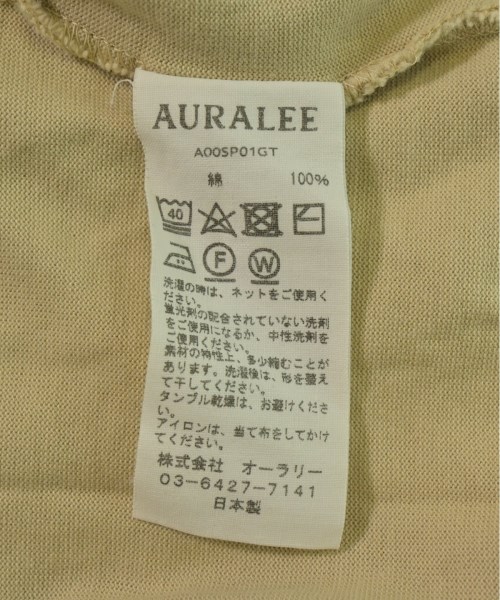 AURALEE
A00SP01GT
綿 100%
40
F W
洗濯の時は、ネットをご使用く
ださい。
蛍光剤の配合されていない洗剤
をご使用になるか、中性洗剤を
ご使用ください。
素材の特性上、多少縮むことが
あります。洗濯後は、形を整え
て干してください。
タンブル乾燥は、お避けくださ
い。
アイロンは、当て布をしてかけ
てください。
株式会社 オーラリー
03-6427-7141
日本製